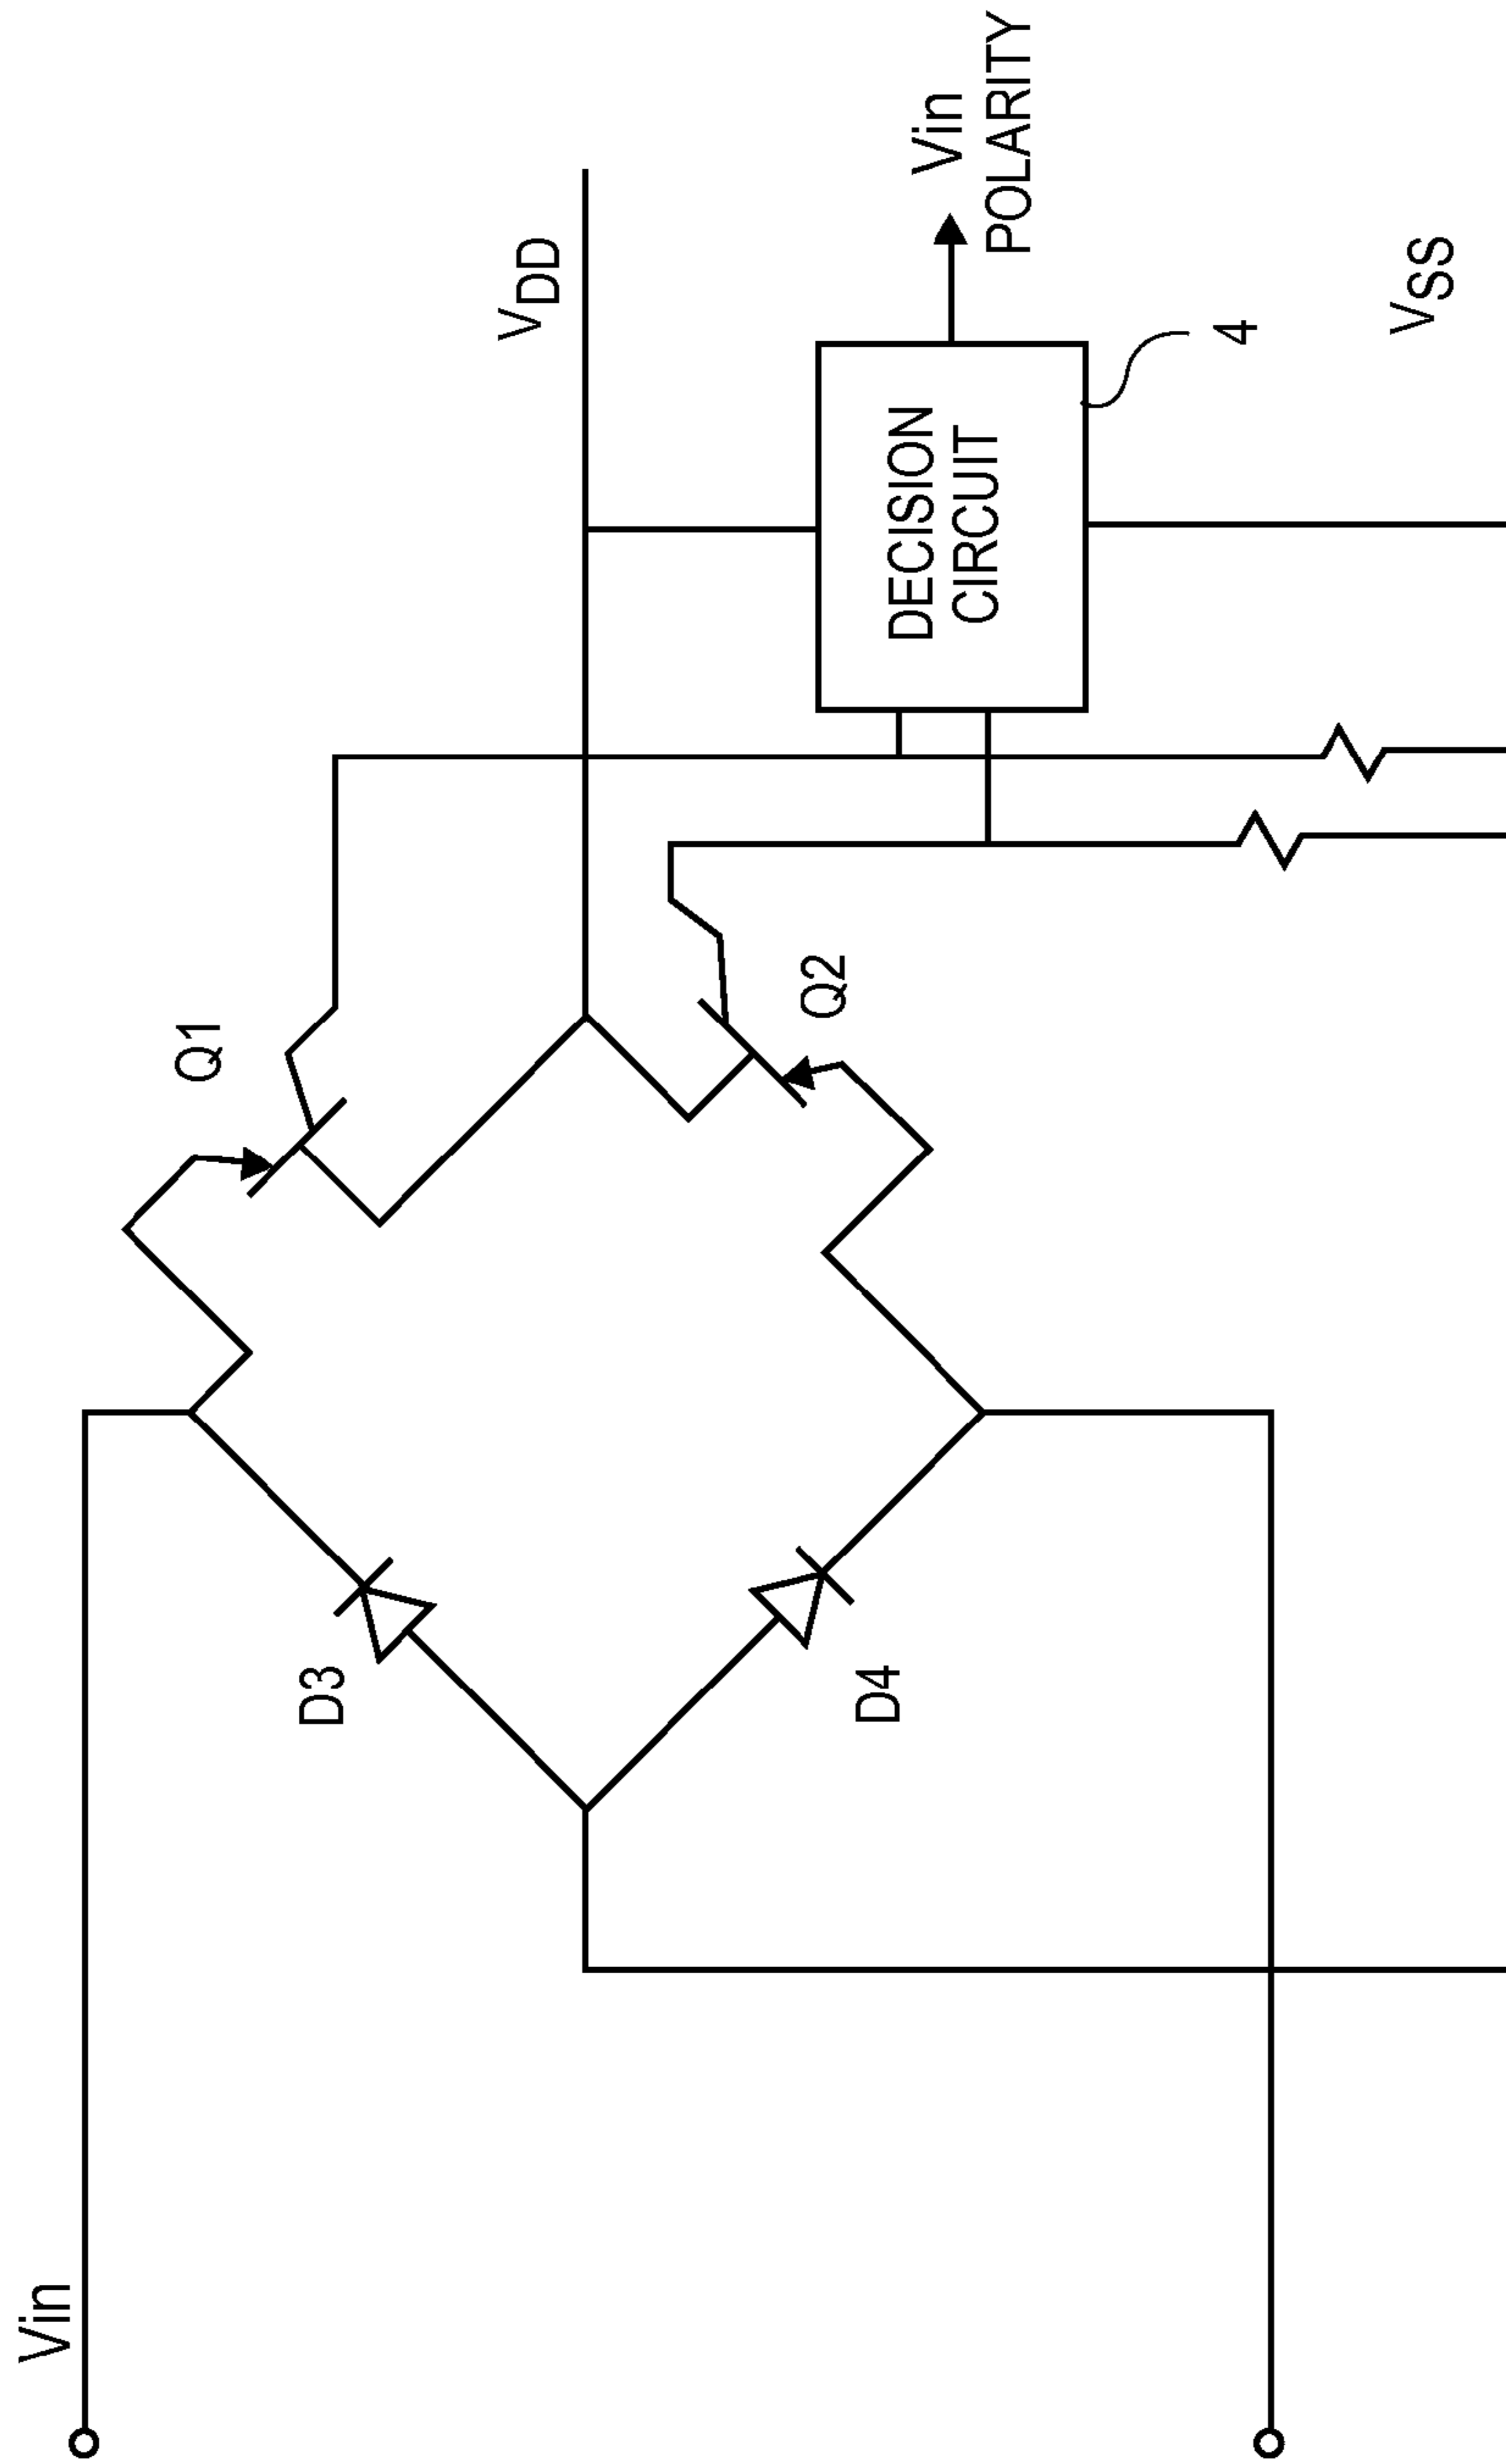 Vin
Q1
D3
VDD
Q2
D4
DECISION
CIRCUIT
Vin
POLARITY
4
VSS